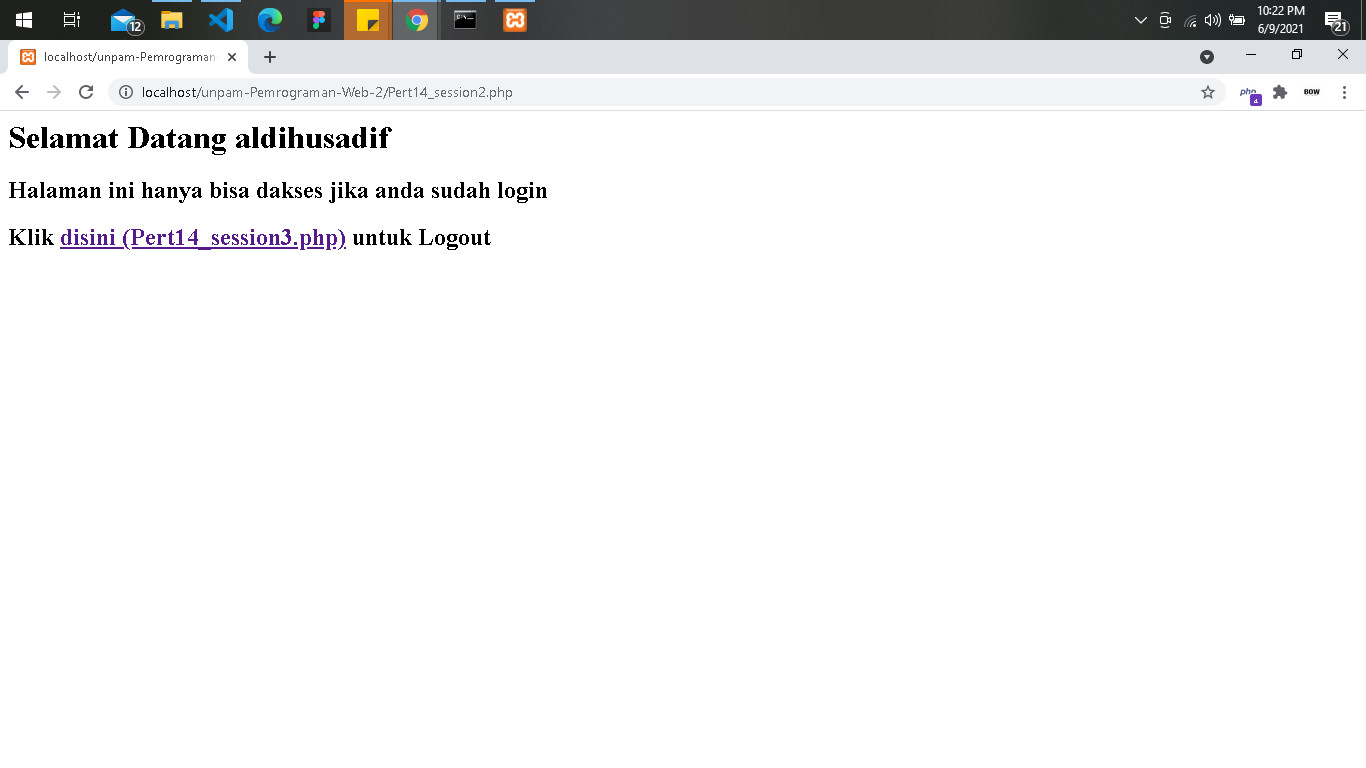 12
10:22 PM
6/9/2021
21
localhost/unpam-Pemrograman
localhost/unpam-Pemrograman-Web-2/Pert14_session2.php
php
4
BOW
Selamat Datang aldihusadif
Halaman ini hanya bisa dakses jika anda sudah login
Klik disini (Pert14_session3.php) untuk Logout